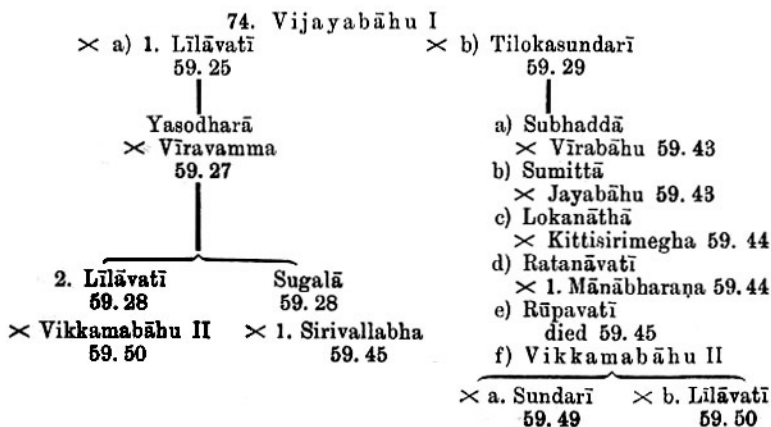 74. Vijayabāhu I
× a) 1. Līlāvatī
59. 25
Yasodharā
× Vīravamma
59. 27
2. Līlāvatī
59. 28
× Vikkamabāhu II
59. 50
Sugalā
59. 28
× 1. Sirivallabha
59. 45
× b) Tilokasundarī
59. 29
a) Subhaddā
× Vīrabāhu 59. 43
b) Sumittā
× Jayabāhu 59. 43
c) Lokanāthā
× Kittisirimegha 59. 44
d) Ratanāvatī
× 1. Mānābharaṇa 59. 44
e) Rūpavatī
died 59. 45
f) Vikkamabāhu II
× a. Sundarī
59. 49
× b. Līlāvatī
59. 50